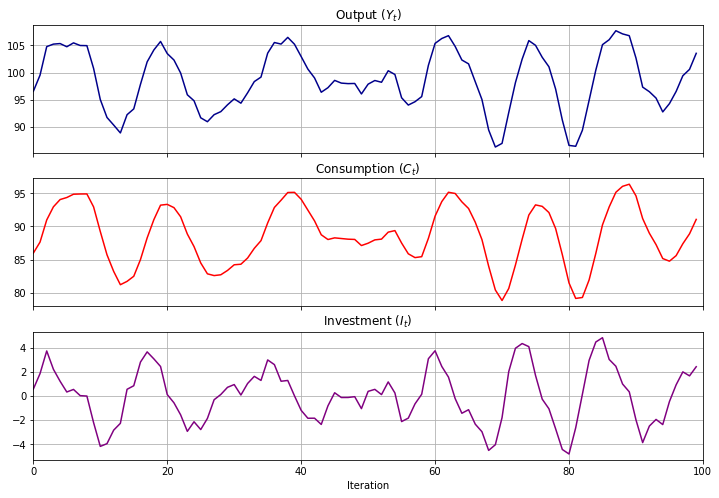 Output (Y_t)
105
100
95
90
Consumption (C_t)
95
90
85
80
Investment (I_t)
4
2
0
−2
−4
0 20 40 60 80 100
Iteration